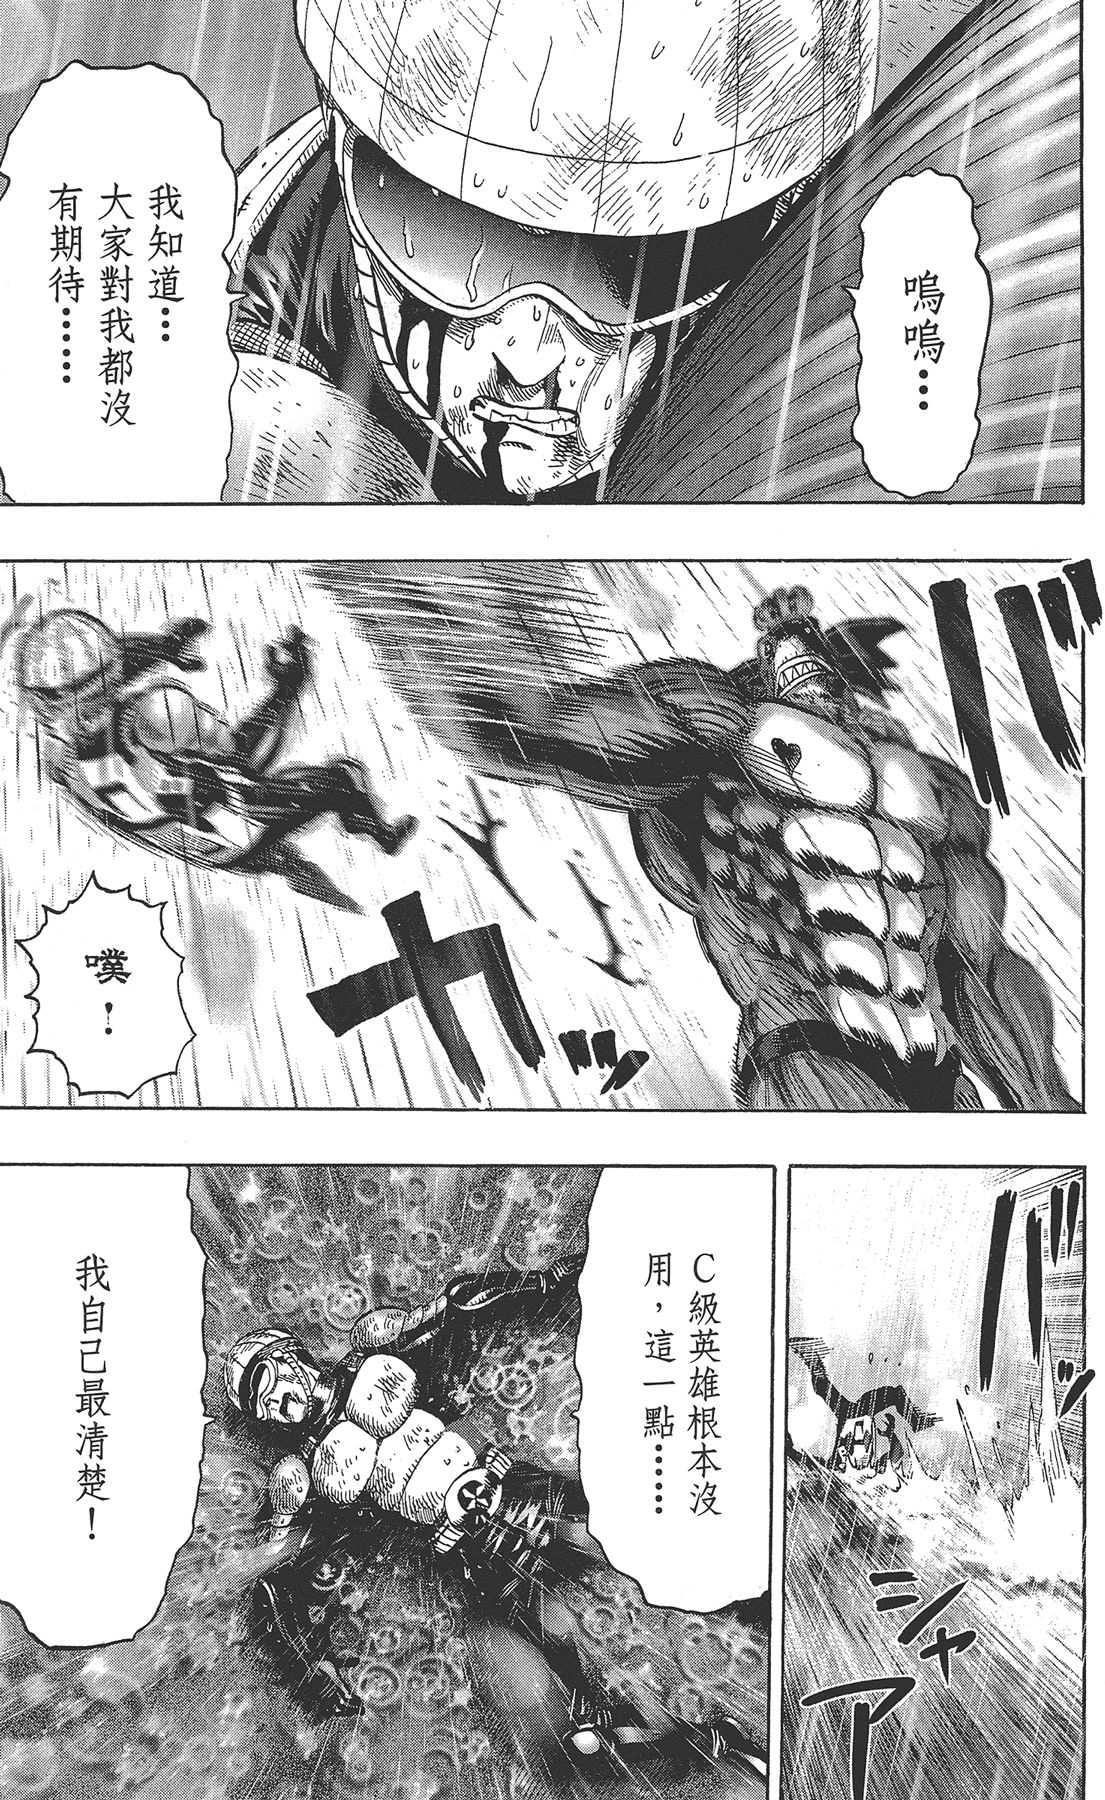 嗚嗚…
我知道…
大家對我都沒
有期待……
バキッ
噗！
バシャア
C級英雄根本沒
用，這一點……
我自己最清楚！